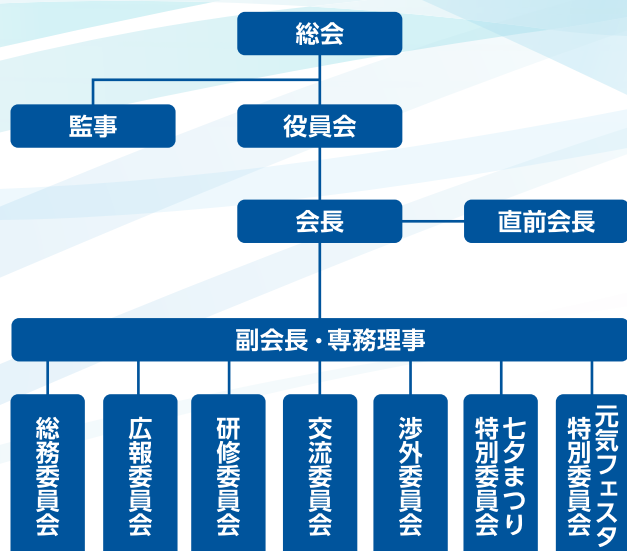 総会
監事
役員会
会長
直前会長
副会長・専務理事
総務委員会
広報委員会
研修委員会
交流委員会
渉外委員会
七夕まつり
特別委員会
元気フェスタ
特別委員会